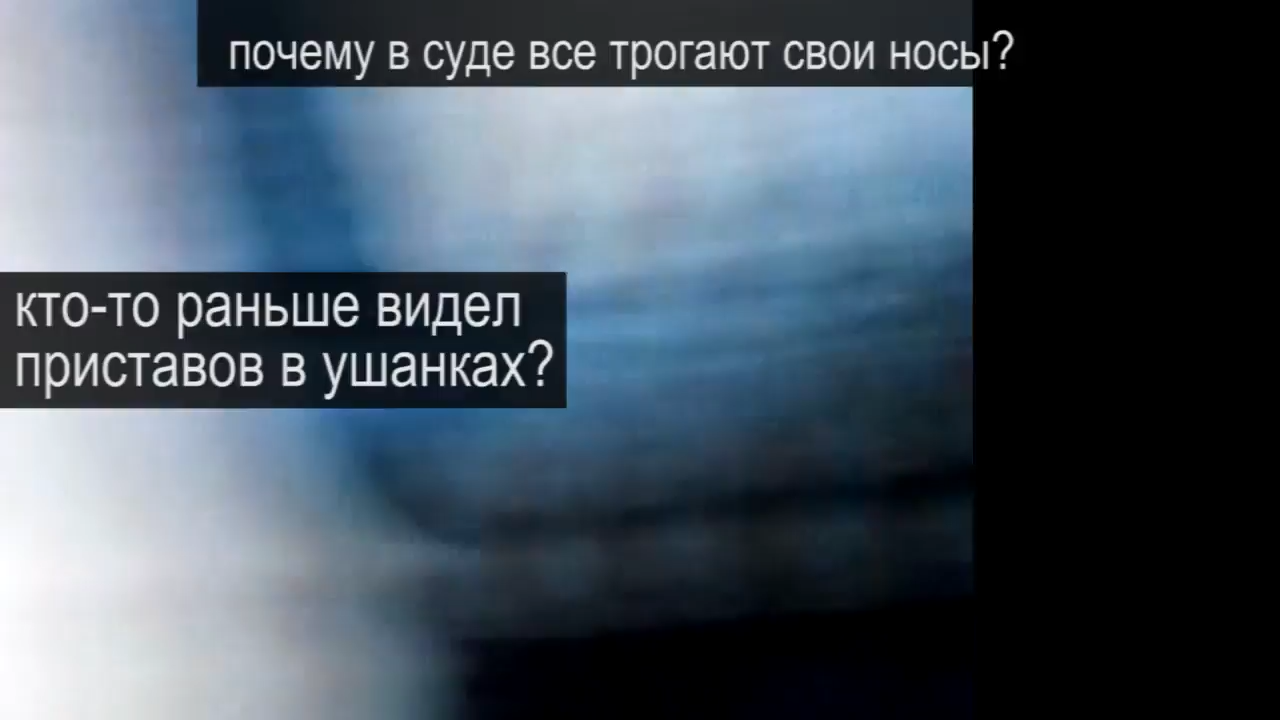 почему в суде все трогают свои носы?
кто-то раньше видел
приставов в ушанках?